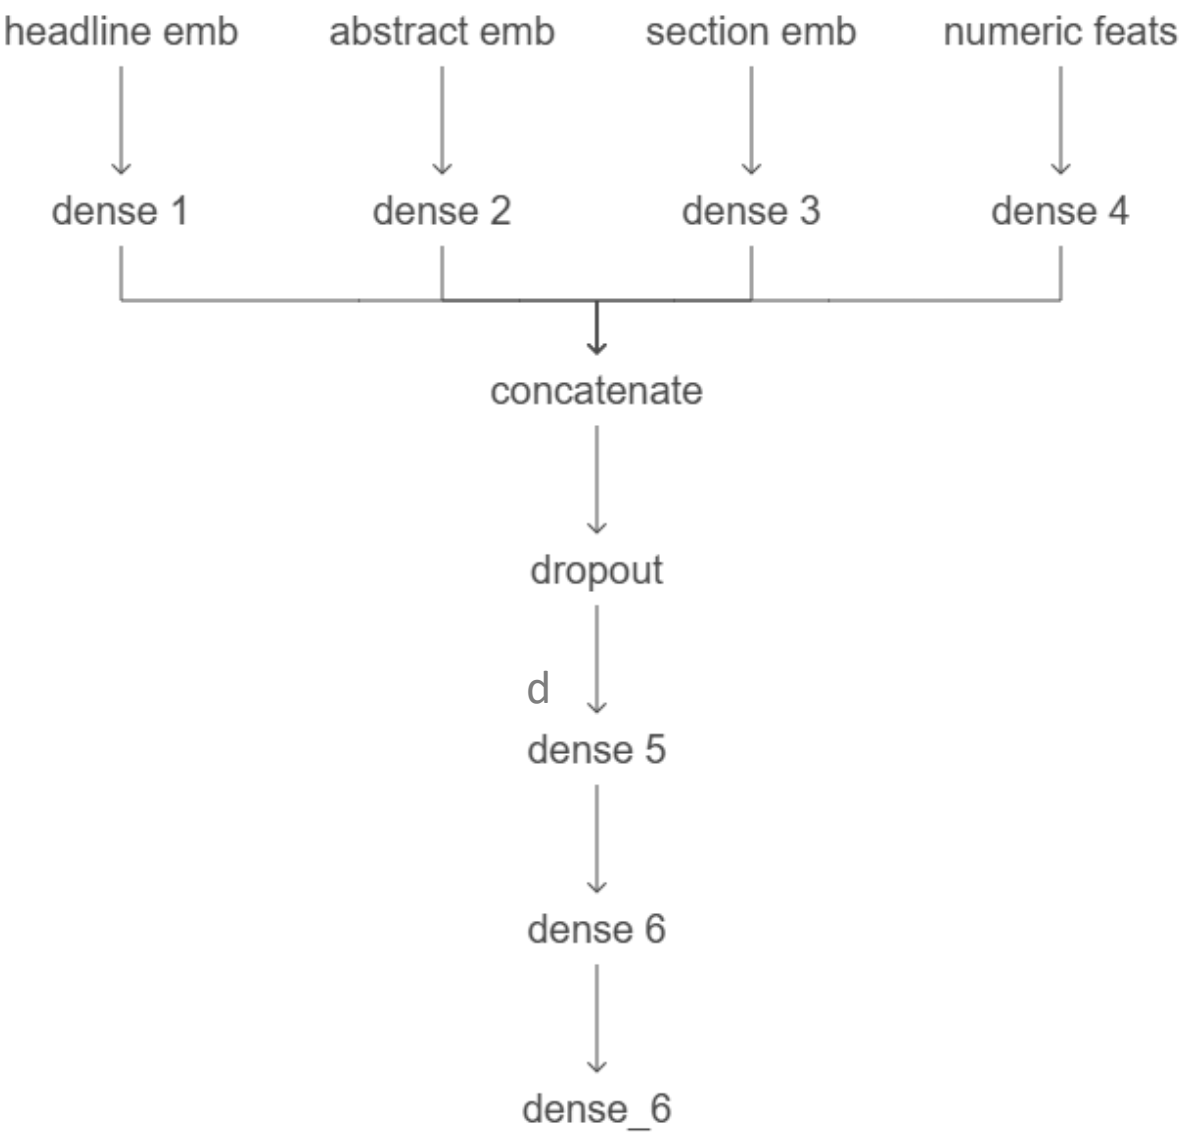 headline emb abstract emb section emb numeric feats
dense 1 dense 2 dense 3 dense 4
concatenate
dropout
d
dense 5
dense 6
dense_6